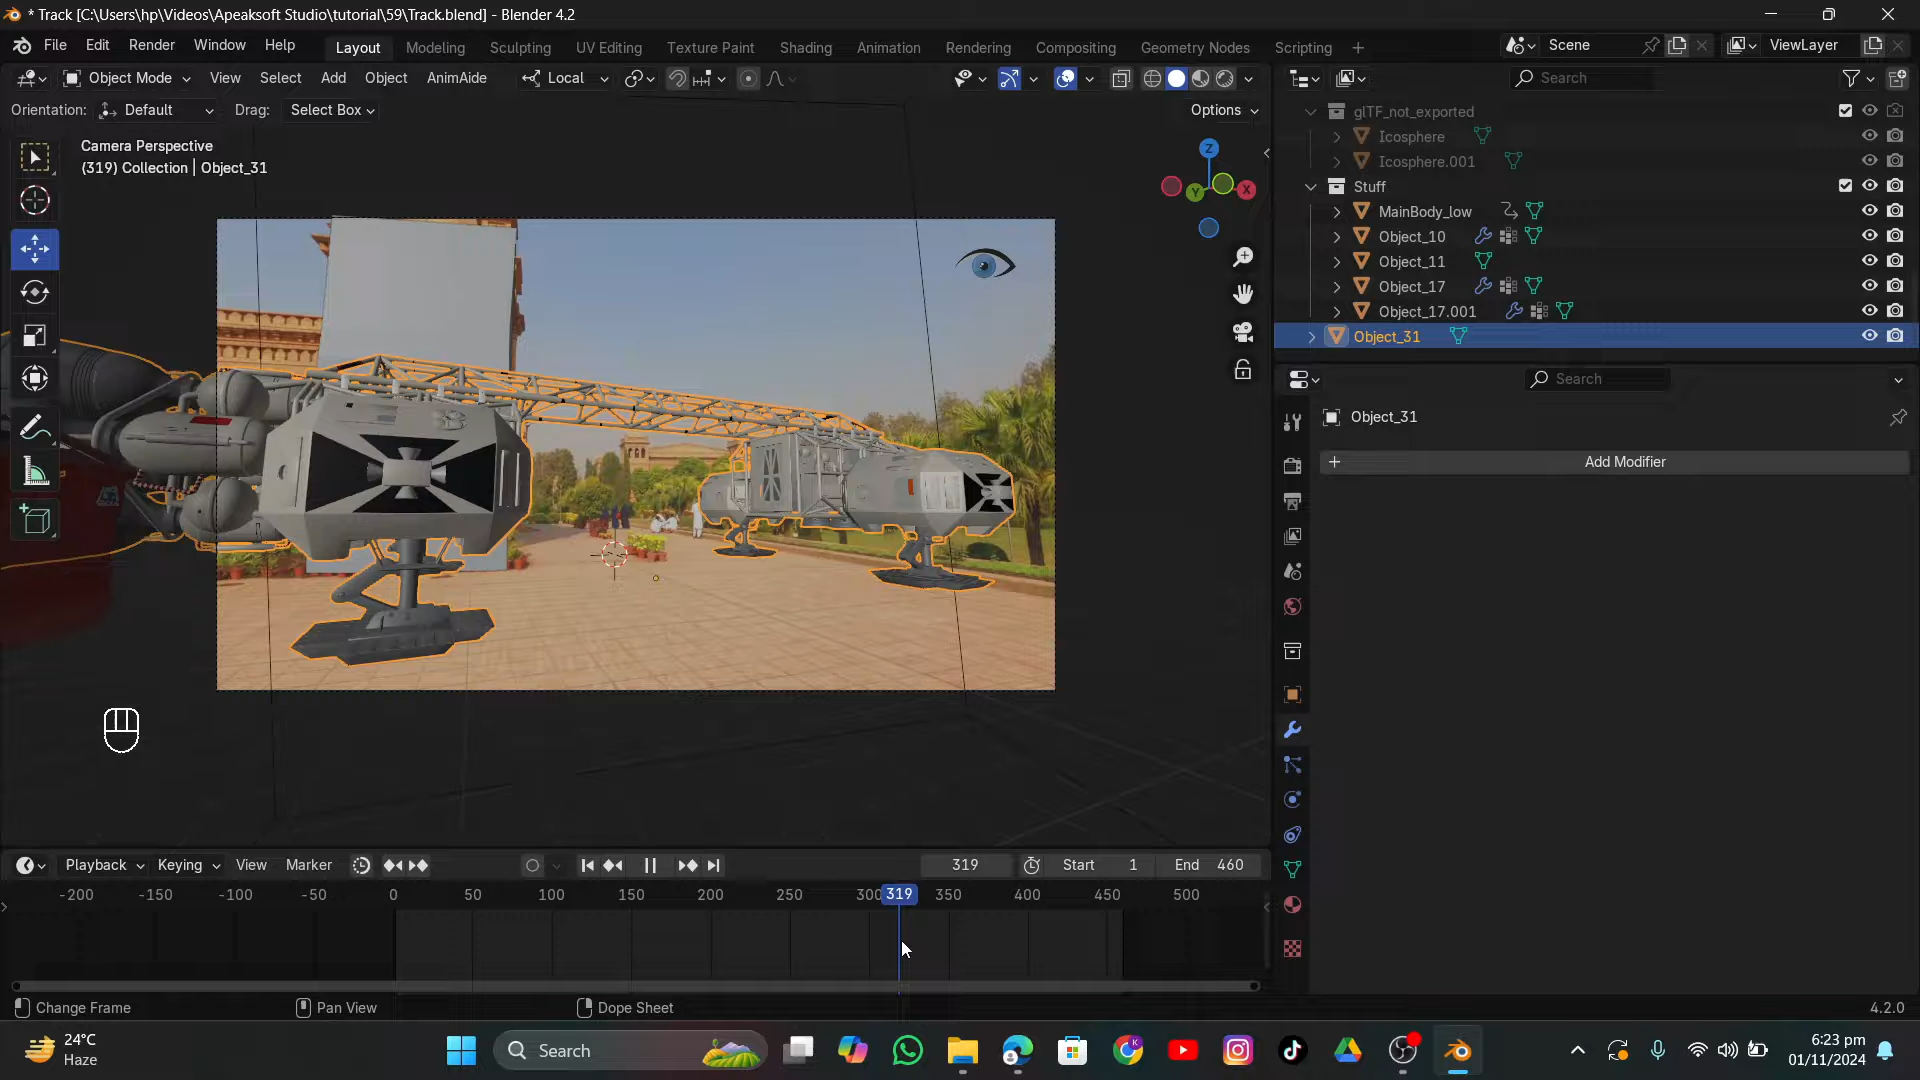 * Track [C:\Users\hp\Videos\Apeaksoft Studio\tutorial\59\Track.blend] - Blender 4.2
File Edit Render Window Help Layout Modeling Sculpting UV Editing Texture Paint Shading Animation Rendering Compositing Geometry Nodes Scripting + Scene ViewLayer
Object Mode View Select Add Object AnimAide Local Search
Orientation: Default Drag: Select Box Options
glTF_not_exported
Icosphere
Icosphere.001
Stuff
MainBody_low
Object_10
Object_11
Object_17
Object_17.001
Object_31
Camera Perspective
(319) Collection | Object_31
Z
Y
X
Search
Object_31
+ Add Modifier
Playback Keying View Marker 319 Start 1 End 460
-200 -150 -100 -50 0 50 100 150 200 250 300 319 350 400 450 500
Change Frame Pan View Dope Sheet 4.2.0
24°C
Haze
Search
6:23 pm
01/11/2024